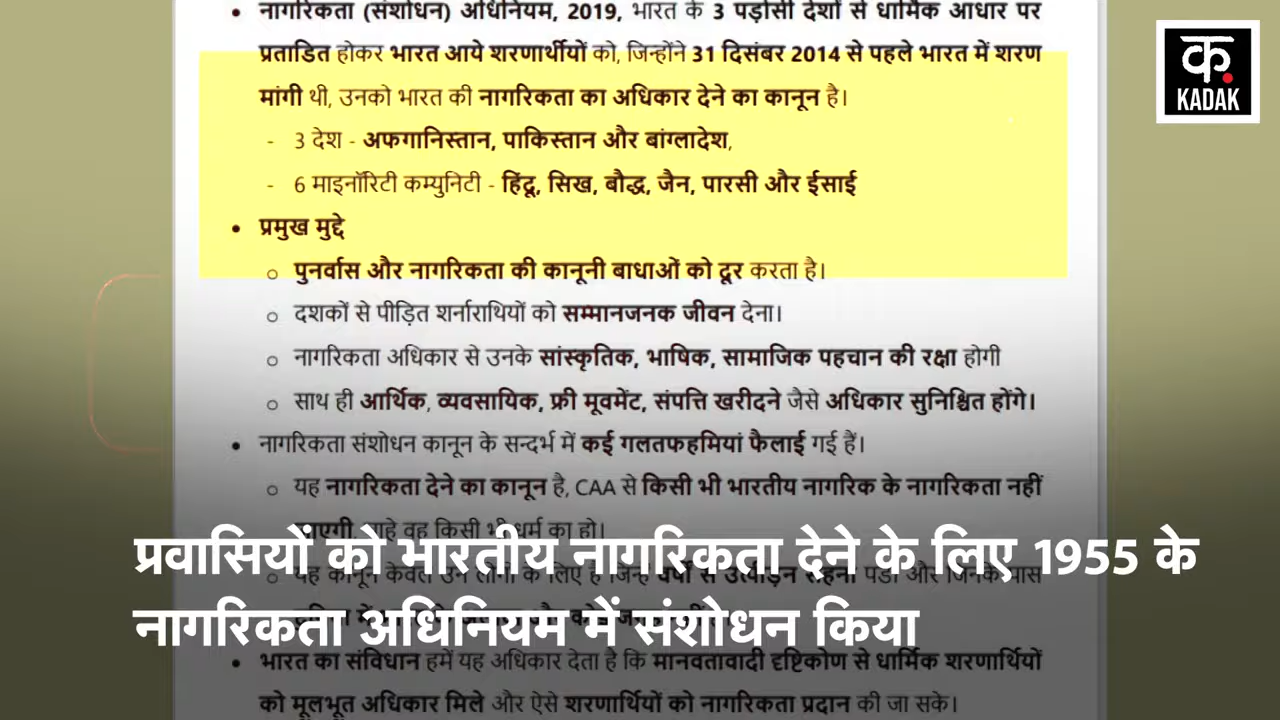 नागरिकता (संशोधन) अधिनियम, 2019, भारत के 3 पड़ोसी देशों से धार्मिक आधार पर
प्रताडित होकर भारत आये शरणार्थीयों को, जिन्होंने 31 दिसंबर 2014 से पहले भारत में शरण
मांगी थी, उनको भारत की नागरिकता का अधिकार देने का कानून है।
- 3 देश - अफगानिस्तान, पाकिस्तान और बांग्लादेश,
- 6 माइनॉरिटी कम्युनिटी - हिंदू, सिख, बौद्ध, जैन, पारसी और ईसाई
प्रमुख मुद्दे
पुनर्वास और नागरिकता की कानूनी बाधाओं को दूर करता है।
दशकों से पीड़ित शर्नाराथियों को सम्मानजनक जीवन देना।
नागरिकता अधिकार से उनके सांस्कृतिक, भाषिक, सामाजिक पहचान की रक्षा होगी
साथ ही आर्थिक, व्यवसायिक, फ्री मूवमेंट, संपत्ति खरीदने जैसे अधिकार सुनिश्चित होंगे।
नागरिकता संशोधन कानून के सन्दर्भ में कई गलतफहमियां फैलाई गई हैं।
यह नागरिकता देने का कानून है, CAA से किसी भी भारतीय नागरिक के नागरिकता नहीं
वह किसी भी धर्म का हो।
प्रवासियों को भारतीय नागरिकता देने के लिए 1955 के
यह कानून केवल उन लोगों के लिए है
नागरिकता अधिनियम में संशोधन किया
भारत का संविधान हमें यह अधिकार देता है कि मानवतावादी दृष्टिकोण से धार्मिक शरणार्थियों
को मूलभूत अधिकार मिले और ऐसे शरणार्थियों को नागरिकता प्रदान की जा सके।
क.
KADAK